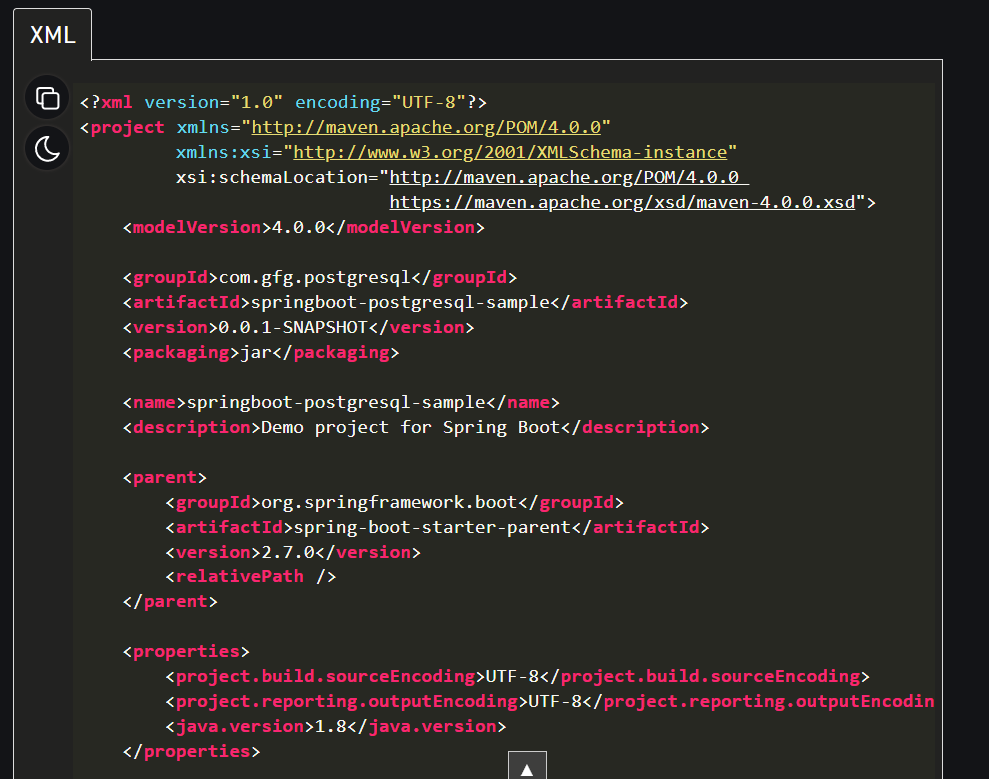 XML
<?xml version="1.0" encoding="UTF-8"?>
<project xmlns="http://maven.apache.org/POM/4.0.0"
         xmlns:xsi="http://www.w3.org/2001/XMLSchema-instance"
         xsi:schemaLocation="http://maven.apache.org/POM/4.0.0 
                             https://maven.apache.org/xsd/maven-4.0.0.xsd">
    <modelVersion>4.0.0</modelVersion>

    <groupId>com.gfg.postgresql</groupId>
    <artifactId>springboot-postgresql-sample</artifactId>
    <version>0.0.1-SNAPSHOT</version>
    <packaging>jar</packaging>

    <name>springboot-postgresql-sample</name>
    <description>Demo project for Spring Boot</description>

    <parent>
        <groupId>org.springframework.boot</groupId>
        <artifactId>spring-boot-starter-parent</artifactId>
        <version>2.7.0</version>
        <relativePath />
    </parent>

    <properties>
        <project.build.sourceEncoding>UTF-8</project.build.sourceEncoding>
        <project.reporting.outputEncoding>UTF-8</project.reporting.outputEncodin
        <java.version>1.8</java.version>
    </properties>